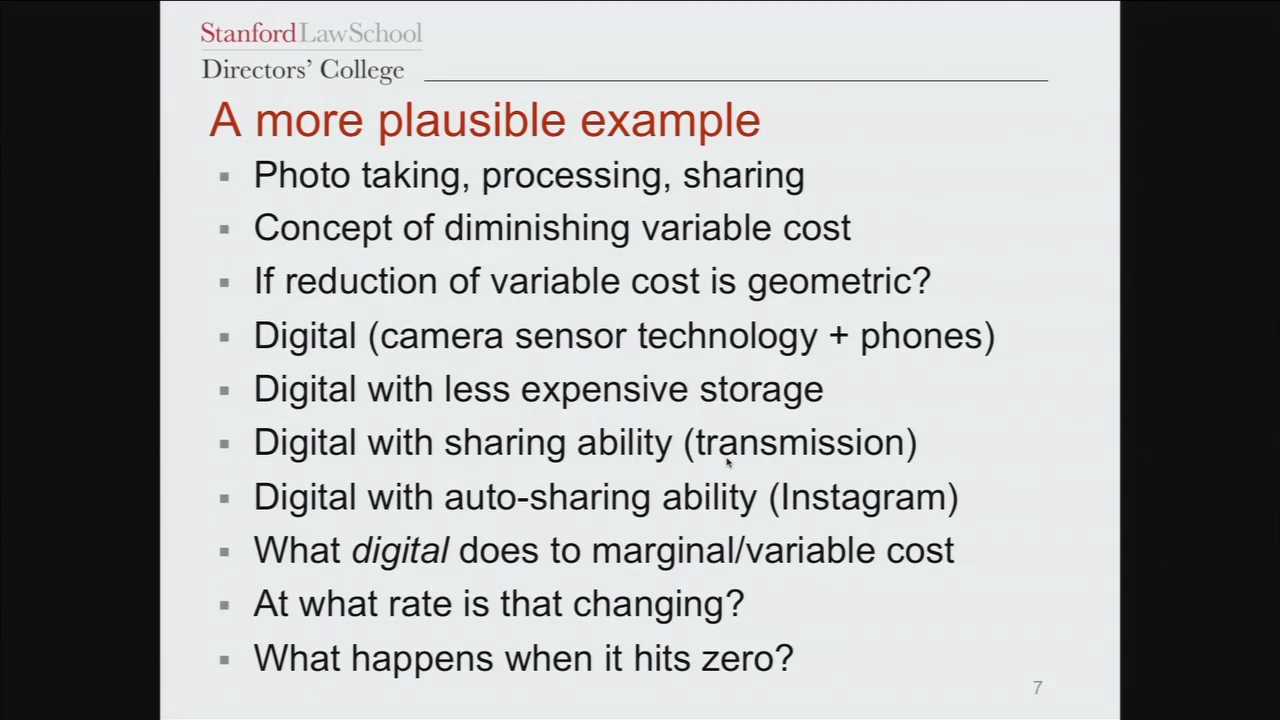 Stanford LawSchool
Directors' College
A more plausible example
Photo taking, processing, sharing
Concept of diminishing variable cost
If reduction of variable cost is geometric?
Digital (camera sensor technology + phones)
Digital with less expensive storage
Digital with sharing ability (transmission)
Digital with auto-sharing ability (Instagram)
What digital does to marginal/variable cost
At what rate is that changing?
What happens when it hits zero?
7